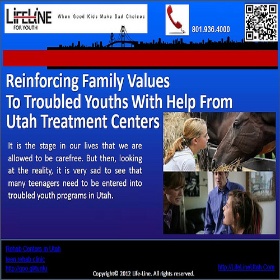 LIFELINE
FOR YOUTH
When Good Kids Make Bad Choices
801.936.4000
Reinforcing Family Values
To Troubled Youths With Help From
Utah Treatment Centers
It is the stage in our lives that we are
allowed to be carefree. But then, looking
at the reality, it is very sad to see that
many teenagers need to be entered into
troubled youth programs in Utah.
Copyright© 2012 Life-Line. All rights reserved.